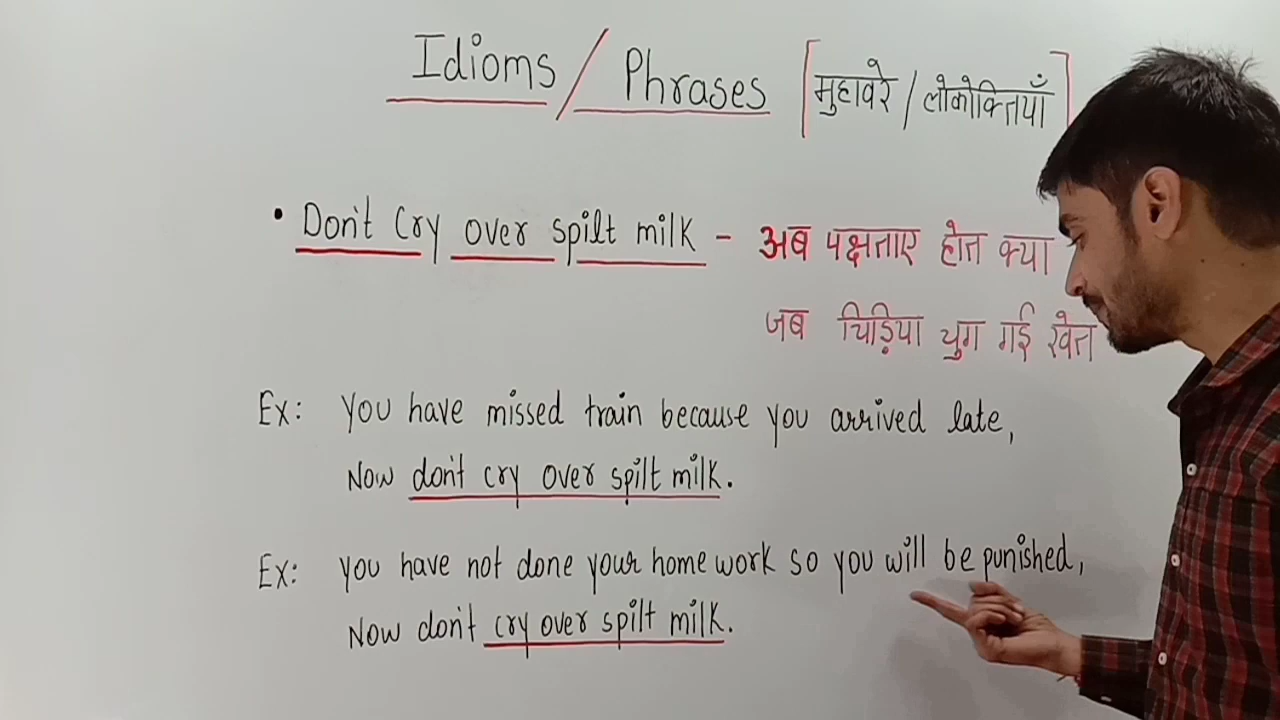 Idioms / Phrases [मुहावरे / लोकोक्तियाँ]
• Don't Cry over spilt milk - अब पक्षताए होत क्या
जब चिड़िया चुग गई खेत
Ex: You have missed train because you arrived late,
Now don't cry over spilt milk.
Ex: you have not done your home work so you will be punished,
Now don't cry over spilt milk.